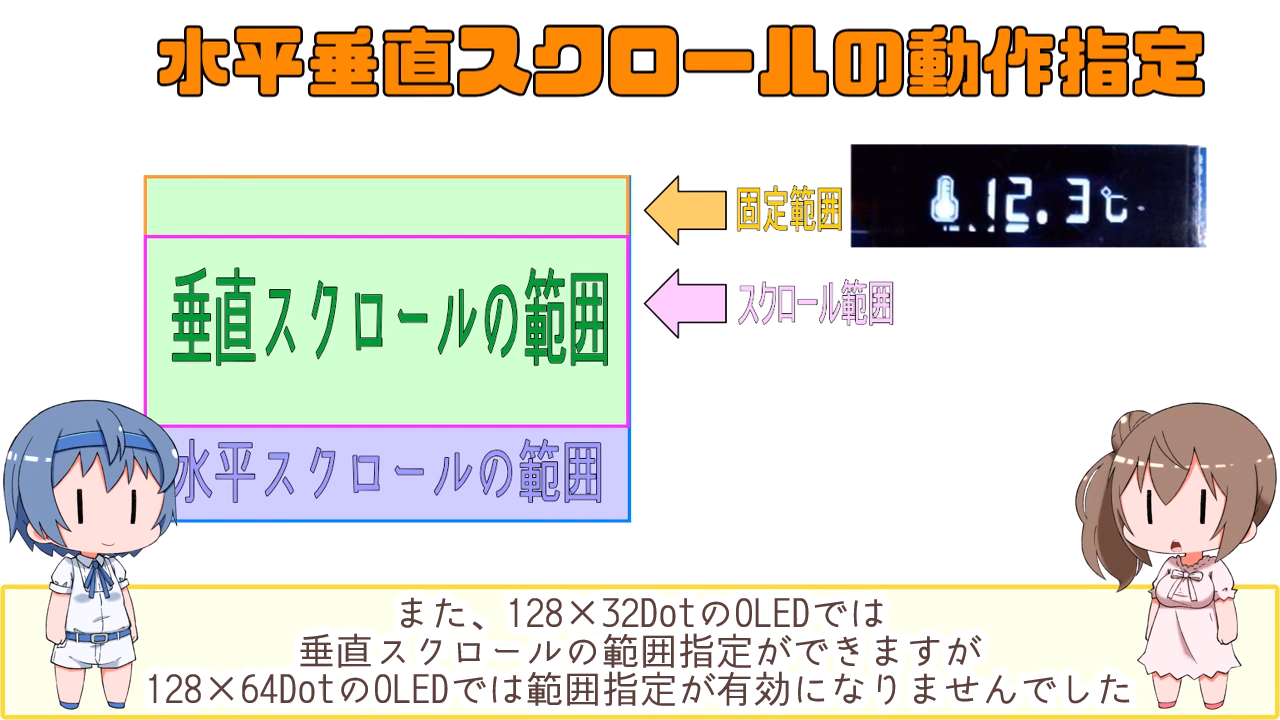 水平垂直スクロールの動作指定
固定範囲
12.3℃
垂直スクロールの範囲
スクロール範囲
水平スクロールの範囲
また、128×32DotのOLEDでは
垂直スクロールの範囲指定ができますが
128×64DotのOLEDでは範囲指定が有効になりませんでした